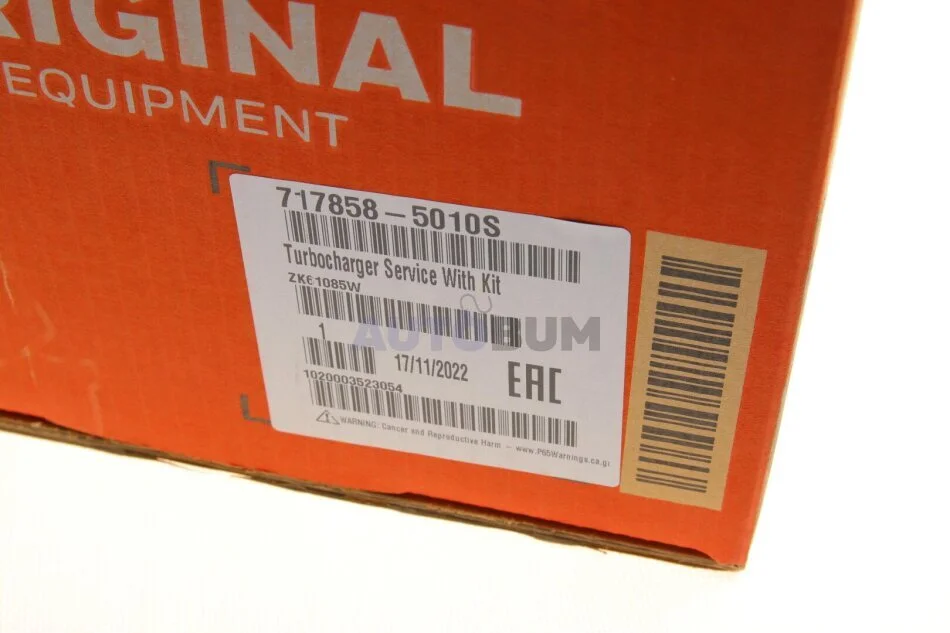 RIGINAL
EQUIPMENT
717858-5010S
Turbocharger Service With Kit
ZK61085W
AUTOBUM
1
17/11/2022
EAC
1020003523054
WARNING: Cancer and Reproductive Harm - www.P65Warnings.ca.gov